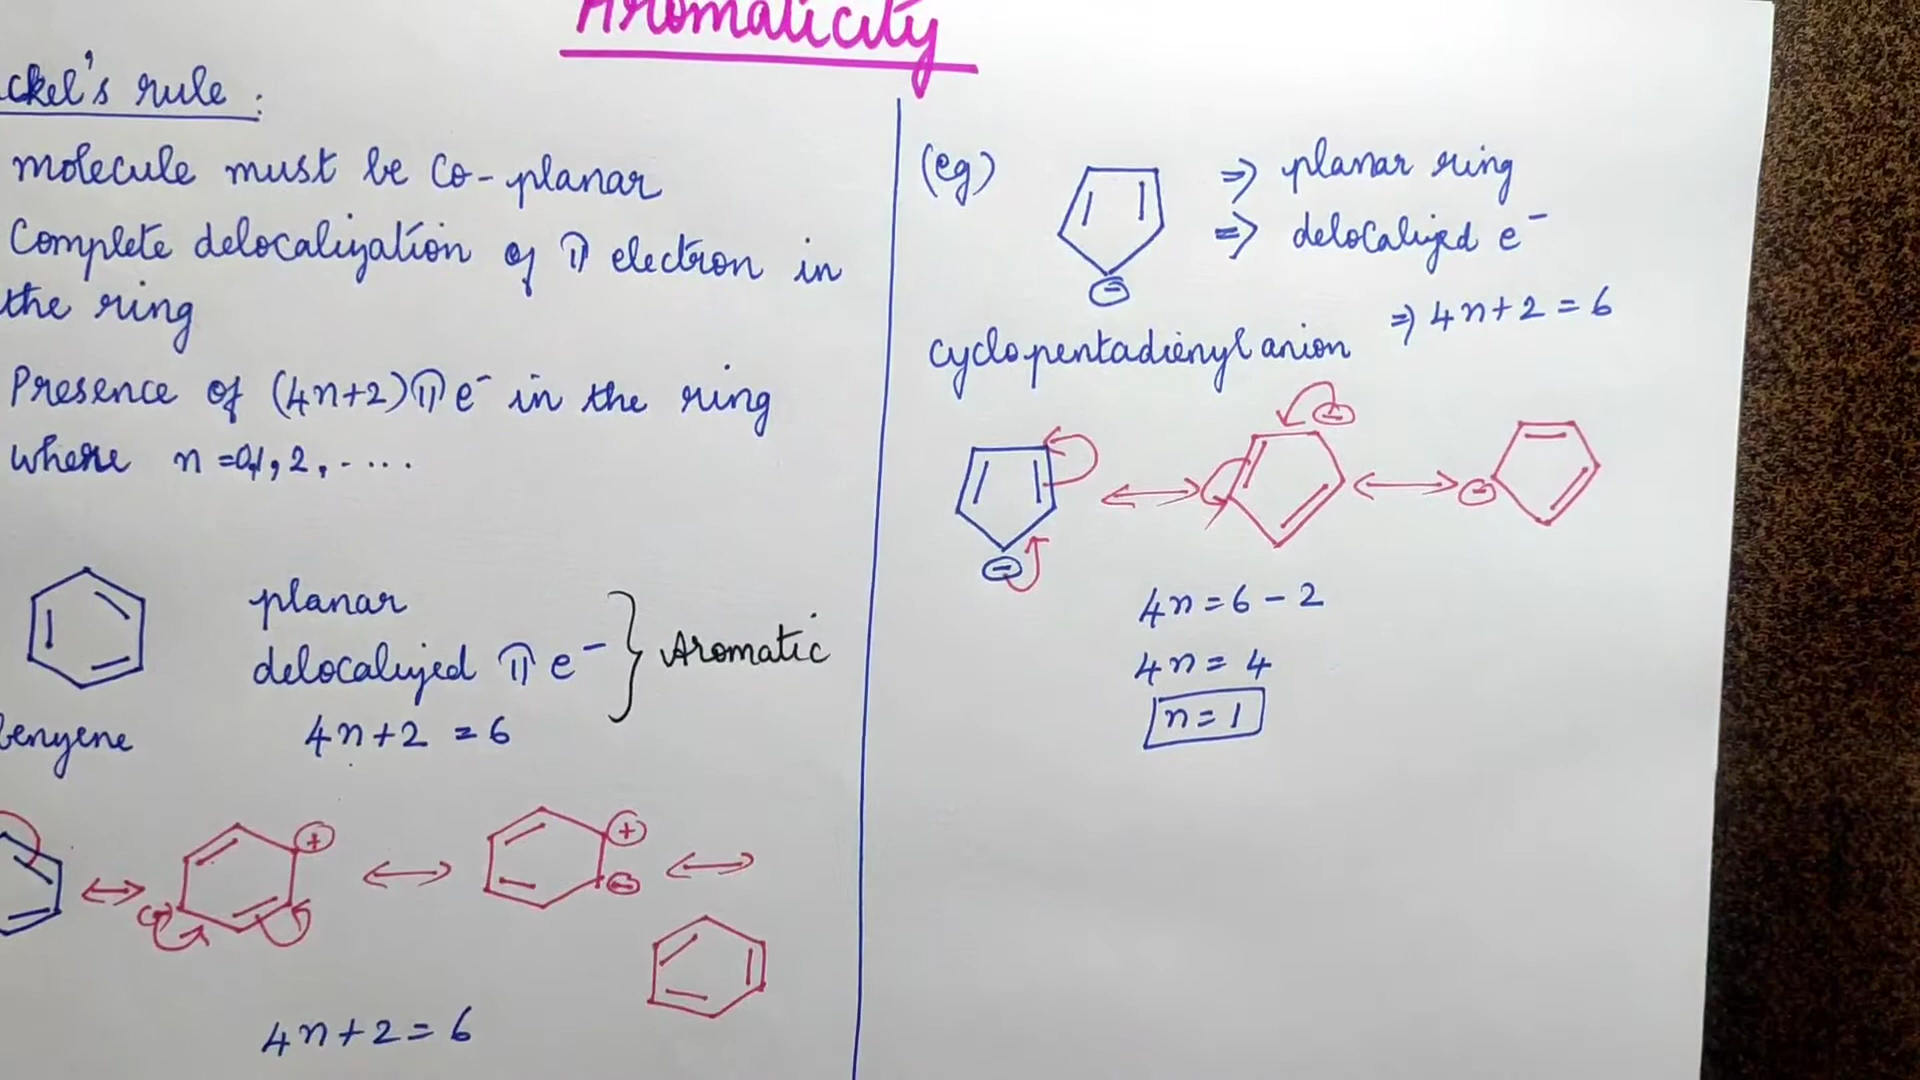 Aromaticity
ckel's rule :
molecule must be Co-planar
Complete delocalization of π electron in
the ring
Presence of (4n+2)π e⁻ in the ring
where n=0,1,2,....
planar
delocalized π e⁻
Aromatic
benzene
4n+2 = 6
+
+
-
4n+2=6
(eg)
⇒ planar ring
⇒ delocalized e⁻
-
⇒ 4n+2=6
cyclopentadienyl anion
-
-
-
4n=6-2
4n=4
n=1